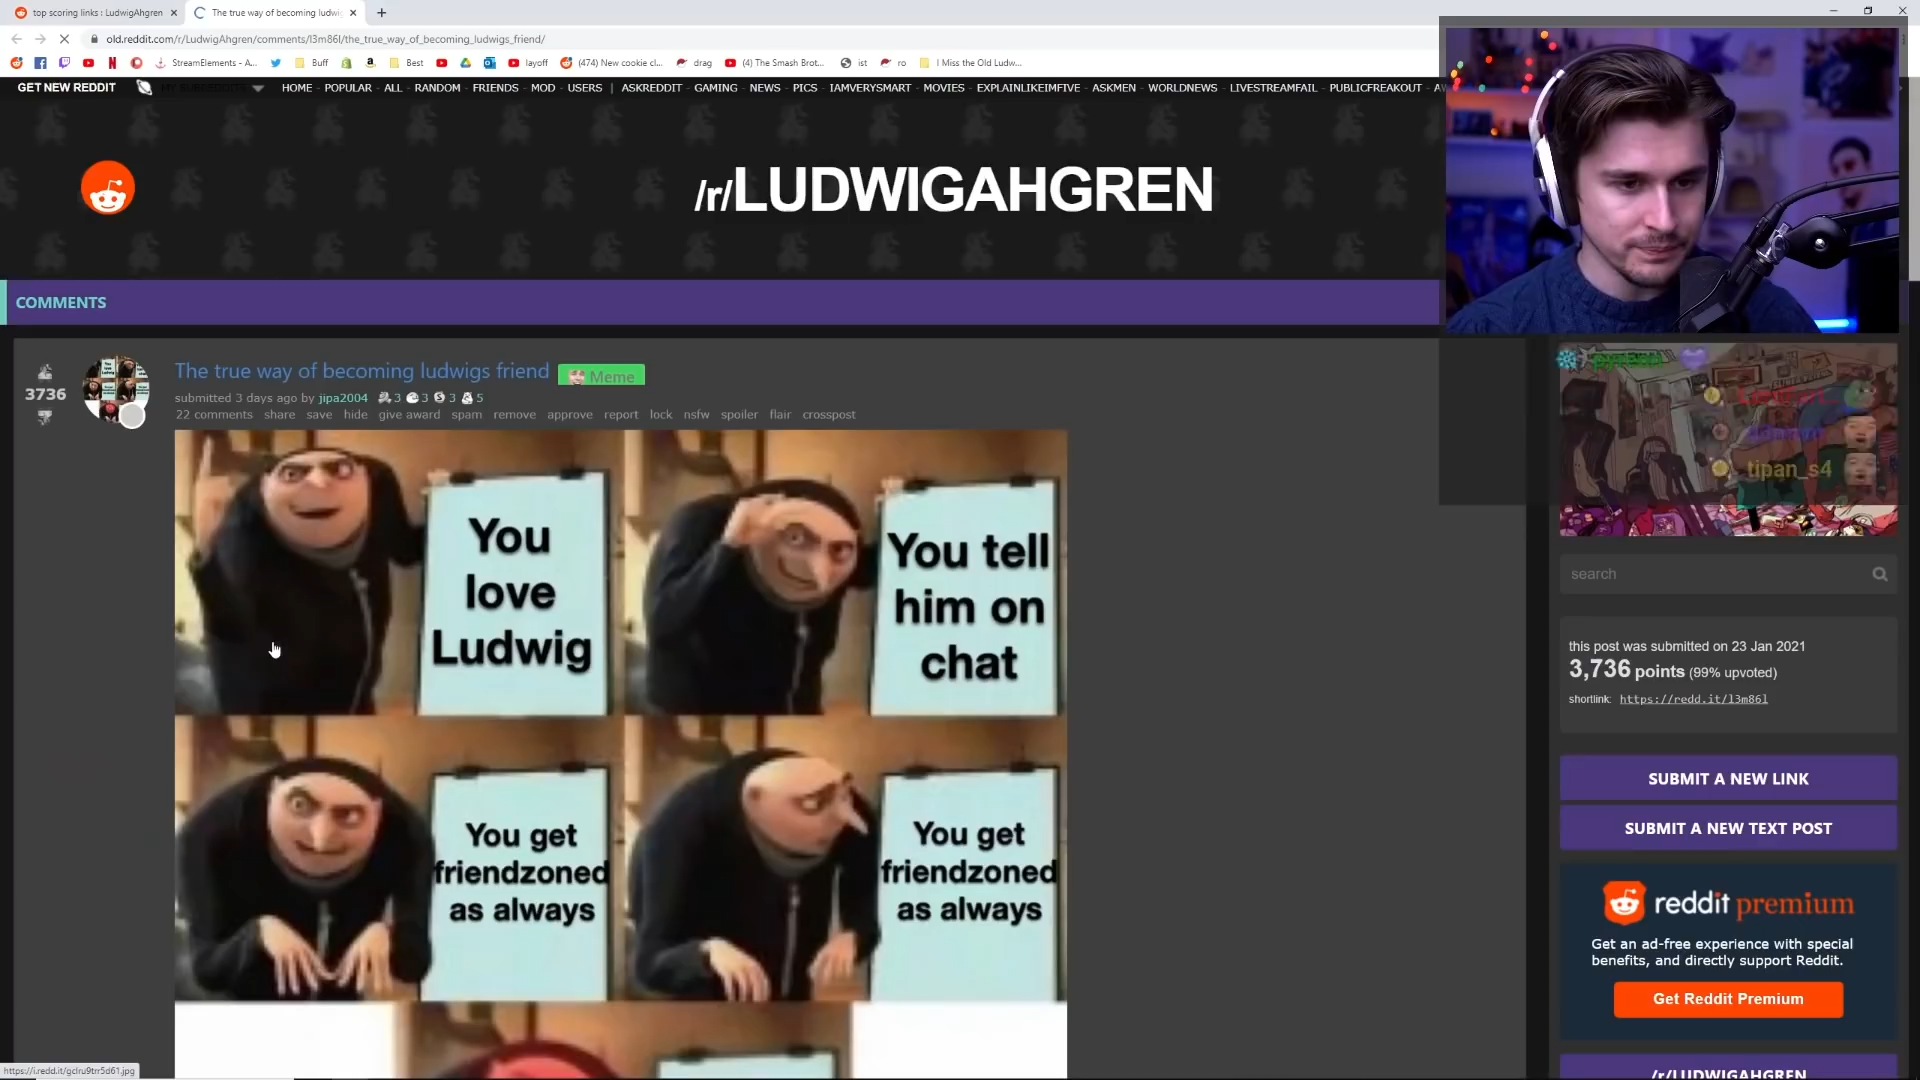 top scoring links : LudwigAhgren
The true way of becoming ludwig
old.reddit.com/r/LudwigAhgren/comments/l3m86l/the_true_way_of_becoming_ludwigs_friend/
StreamElements - A... Buff Best layoff (474) New cookie cl... drag (4) The Smash Brot... ist ro I Miss the Old Ludw...
GET NEW REDDIT MY SUBREDDITS HOME - POPULAR - ALL - RANDOM - FRIENDS - MOD - USERS | ASKREDDIT - GAMING - NEWS - PICS - IAMVERYSMART - MOVIES - EXPLAINLIKEIMFIVE - ASKMEN - WORLDNEWS - LIVESTREAMFAIL - PUBLICFREAKOUT -
/r/LUDWIGAHGREN
COMMENTS
3736
The true way of becoming ludwigs friend Meme
submitted 3 days ago by jipa2004 3 3 3 5
22 comments share save hide give award spam remove approve report lock nsfw spoiler flair crosspost
You
love
Ludwig
You tell
him on
chat
You get
friendzoned
as always
You get
friendzoned
as always
tipan_s4
search
this post was submitted on 23 Jan 2021
3,736 points (99% upvoted)
shortlink: https://redd.it/l3m86l
SUBMIT A NEW LINK
SUBMIT A NEW TEXT POST
reddit premium
Get an ad-free experience with special
benefits, and directly support Reddit.
Get Reddit Premium
/r/LUDWIGAHGREN
https://i.redd.it/gclru9trr5d61.jpg